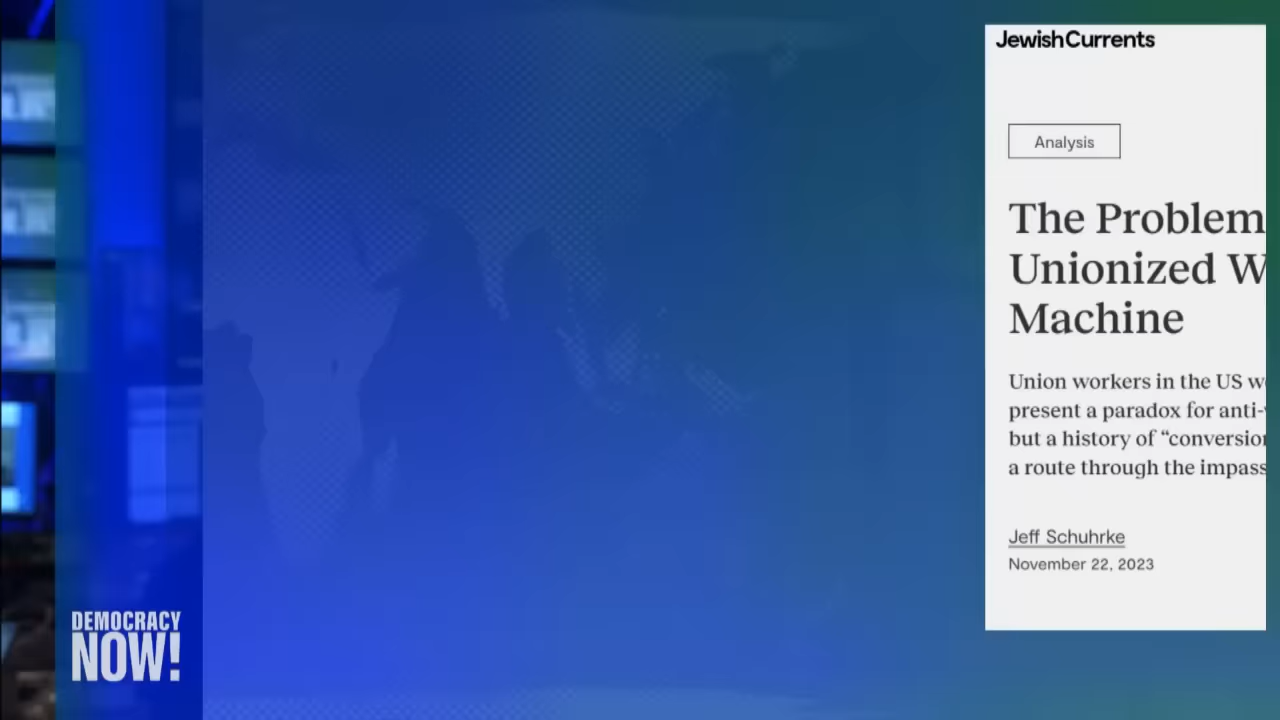 JewishCurrents
Analysis
The Problem
Unionized W
Machine
Union workers in the US w
present a paradox for anti-
but a history of “conversion
a route through the impass
Jeff Schuhrke
November 22, 2023
DEMOCRACY
NOW!